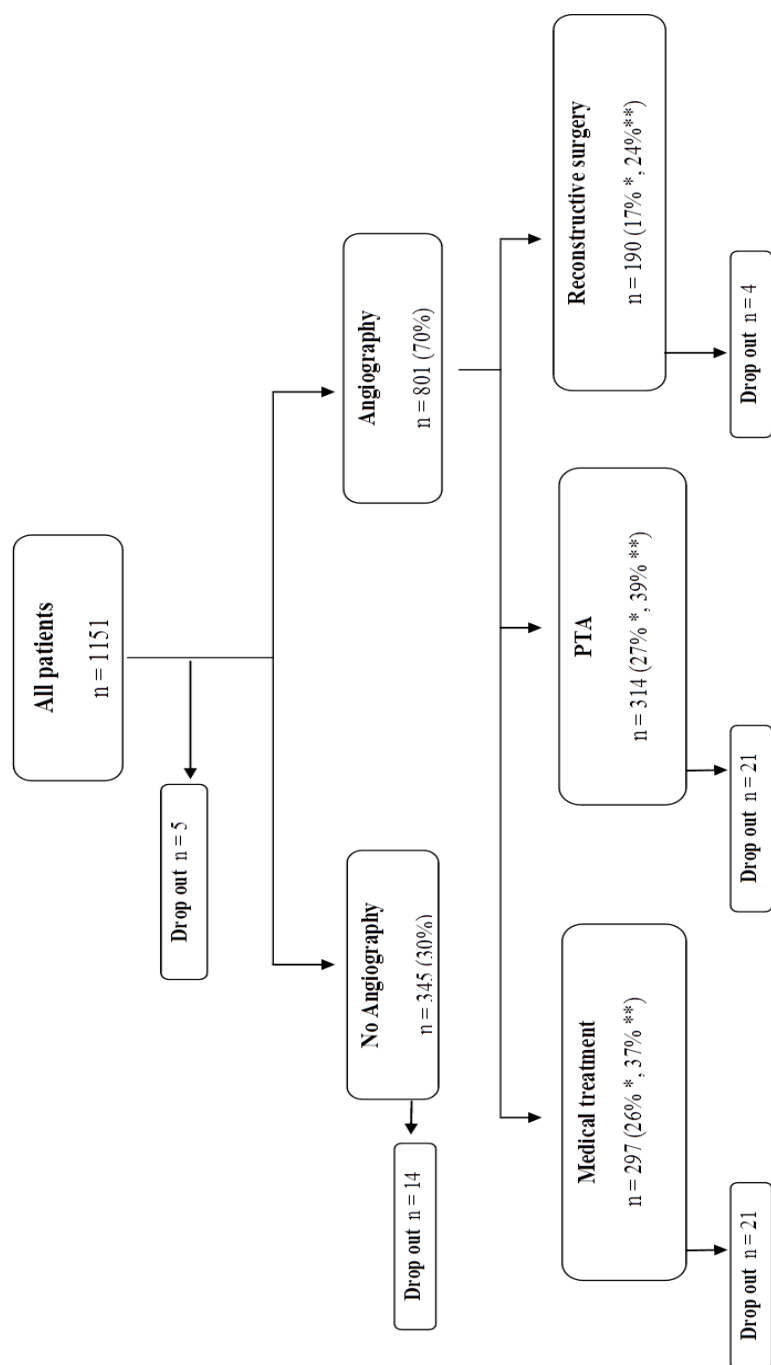 All patients
n = 1151
Drop out n = 5
No Angiography
n = 345 (30%)
Angiography
n = 801 (70%)
Drop out n = 14
Medical treatment
n = 297 (26% *, 37% **)
PTA
n = 314 (27% *, 39% **)
Reconstructive surgery
n = 190 (17% *, 24%**)
Drop out n = 21
Drop out n = 21
Drop out n = 4